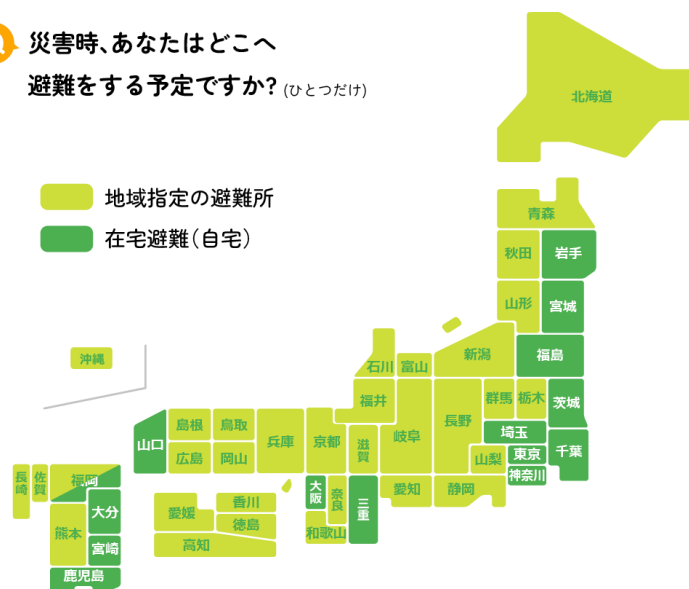 Q
災害時、あなたはどこへ
避難をする予定ですか? (ひとつだけ)
地域指定の避難所
在宅避難(自宅)
北海道
青森
秋田
岩手
山形
宮城
福島
新潟
石川
富山
福井
群馬
栃木
茨城
長野
埼玉
千葉
東京
神奈川
山梨
岐阜
滋賀
愛知
静岡
沖縄
山口
島根
鳥取
兵庫
京都
広島
岡山
大阪
奈良
三重
和歌山
愛媛
香川
徳島
高知
長崎
佐賀
福岡
大分
熊本
宮崎
鹿児島